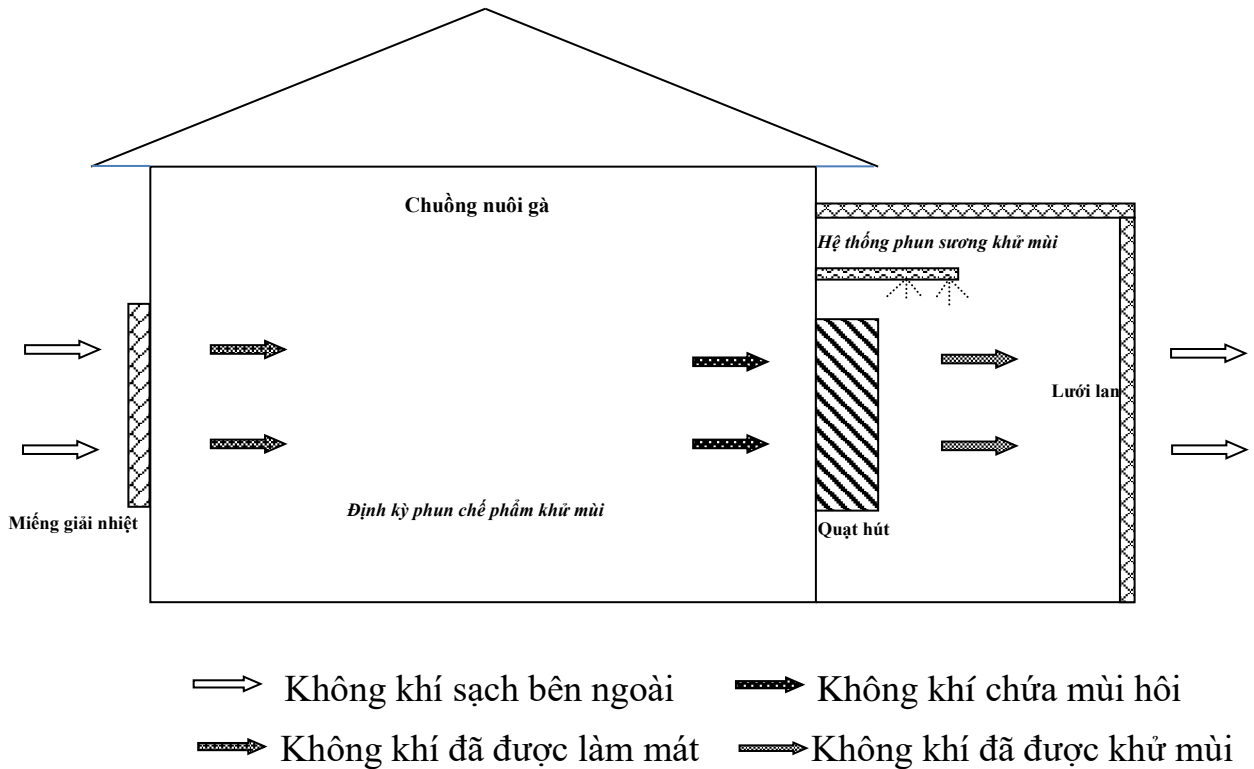 Chuồng nuôi gà
Hệ thống phun sương khử mùi
Lưới lan
Định kỳ phun chế phẩm khử mùi
Miếng giải nhiệt
Quạt hút
Không khí sạch bên ngoài
Không khí chứa mùi hôi
Không khí đã được làm mát
Không khí đã được khử mùi